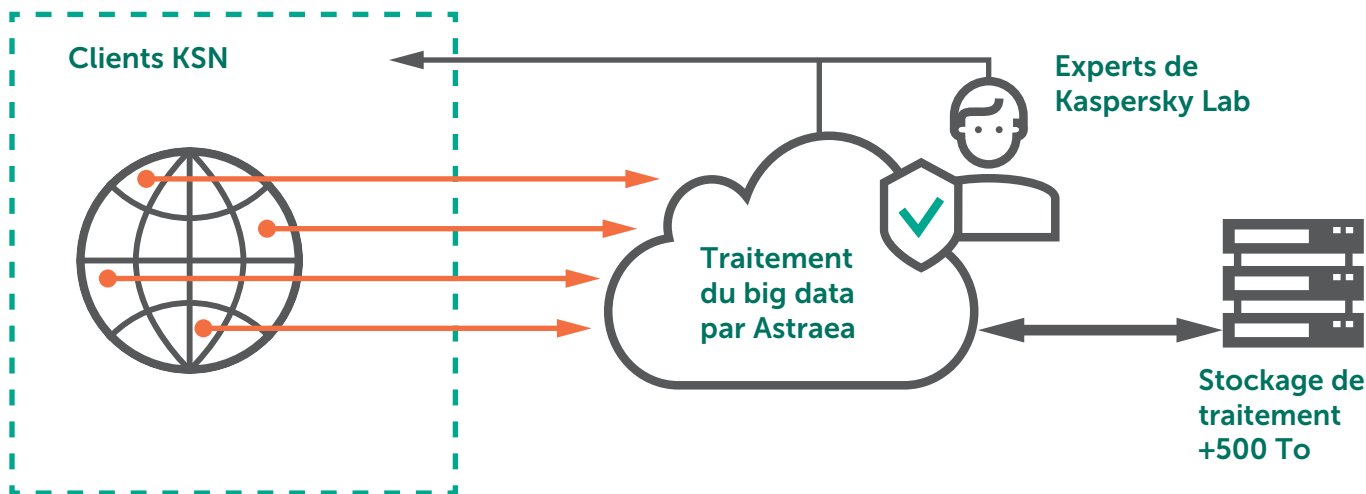 Clients KSN
Experts de
Kaspersky Lab
Traitement
du big data
par Astraea
Stockage de
traitement
+500 To